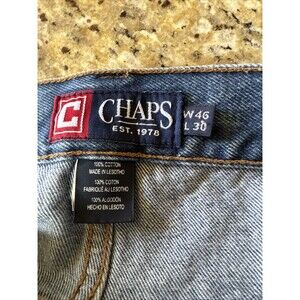 C
CHAPS
EST. 1978
W 46
L 30
100% COTTON
MADE IN LESOTHO
100% COTON
FABRIQUÉ AU LESOTHO
100% ALGODÓN
HECHO EN LESOTO